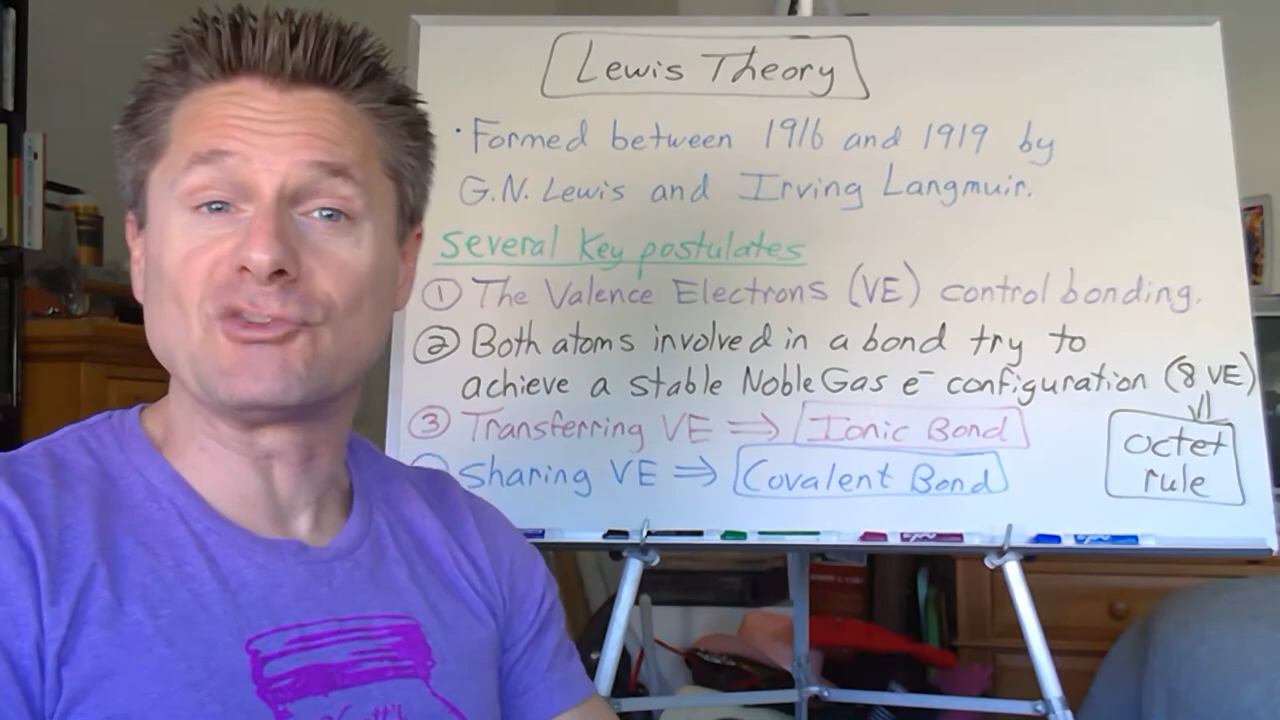 Lewis Theory
· Formed between 1916 and 1919 by
G.N. Lewis and Irving Langmuir.
Several Key postulates
① The Valence Electrons (VE) control bonding.
② Both atoms involved in a bond try to
achieve a stable Noble Gas e⁻ configuration (8 VE)
③ Transferring VE ⇒ Ionic Bond
Sharing VE ⇒ Covalent Bond
octet
rule